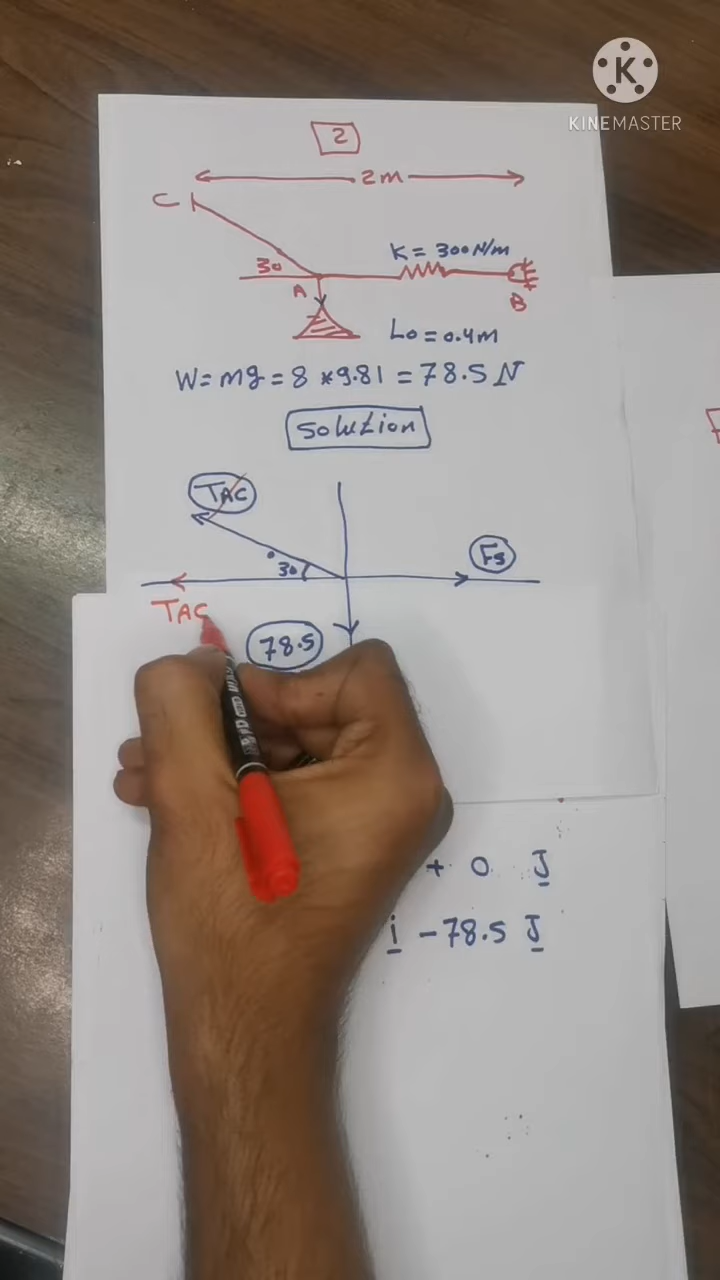 K
KINEMASTER
2
2m
C
K = 300 N/m
30
A
B
Lo = 0.4m
W = mg = 8 * 9.81 = 78.5 N
Solution
TAC
Fs
30
TAC
78.5
+ 0 J
i - 78.5 J